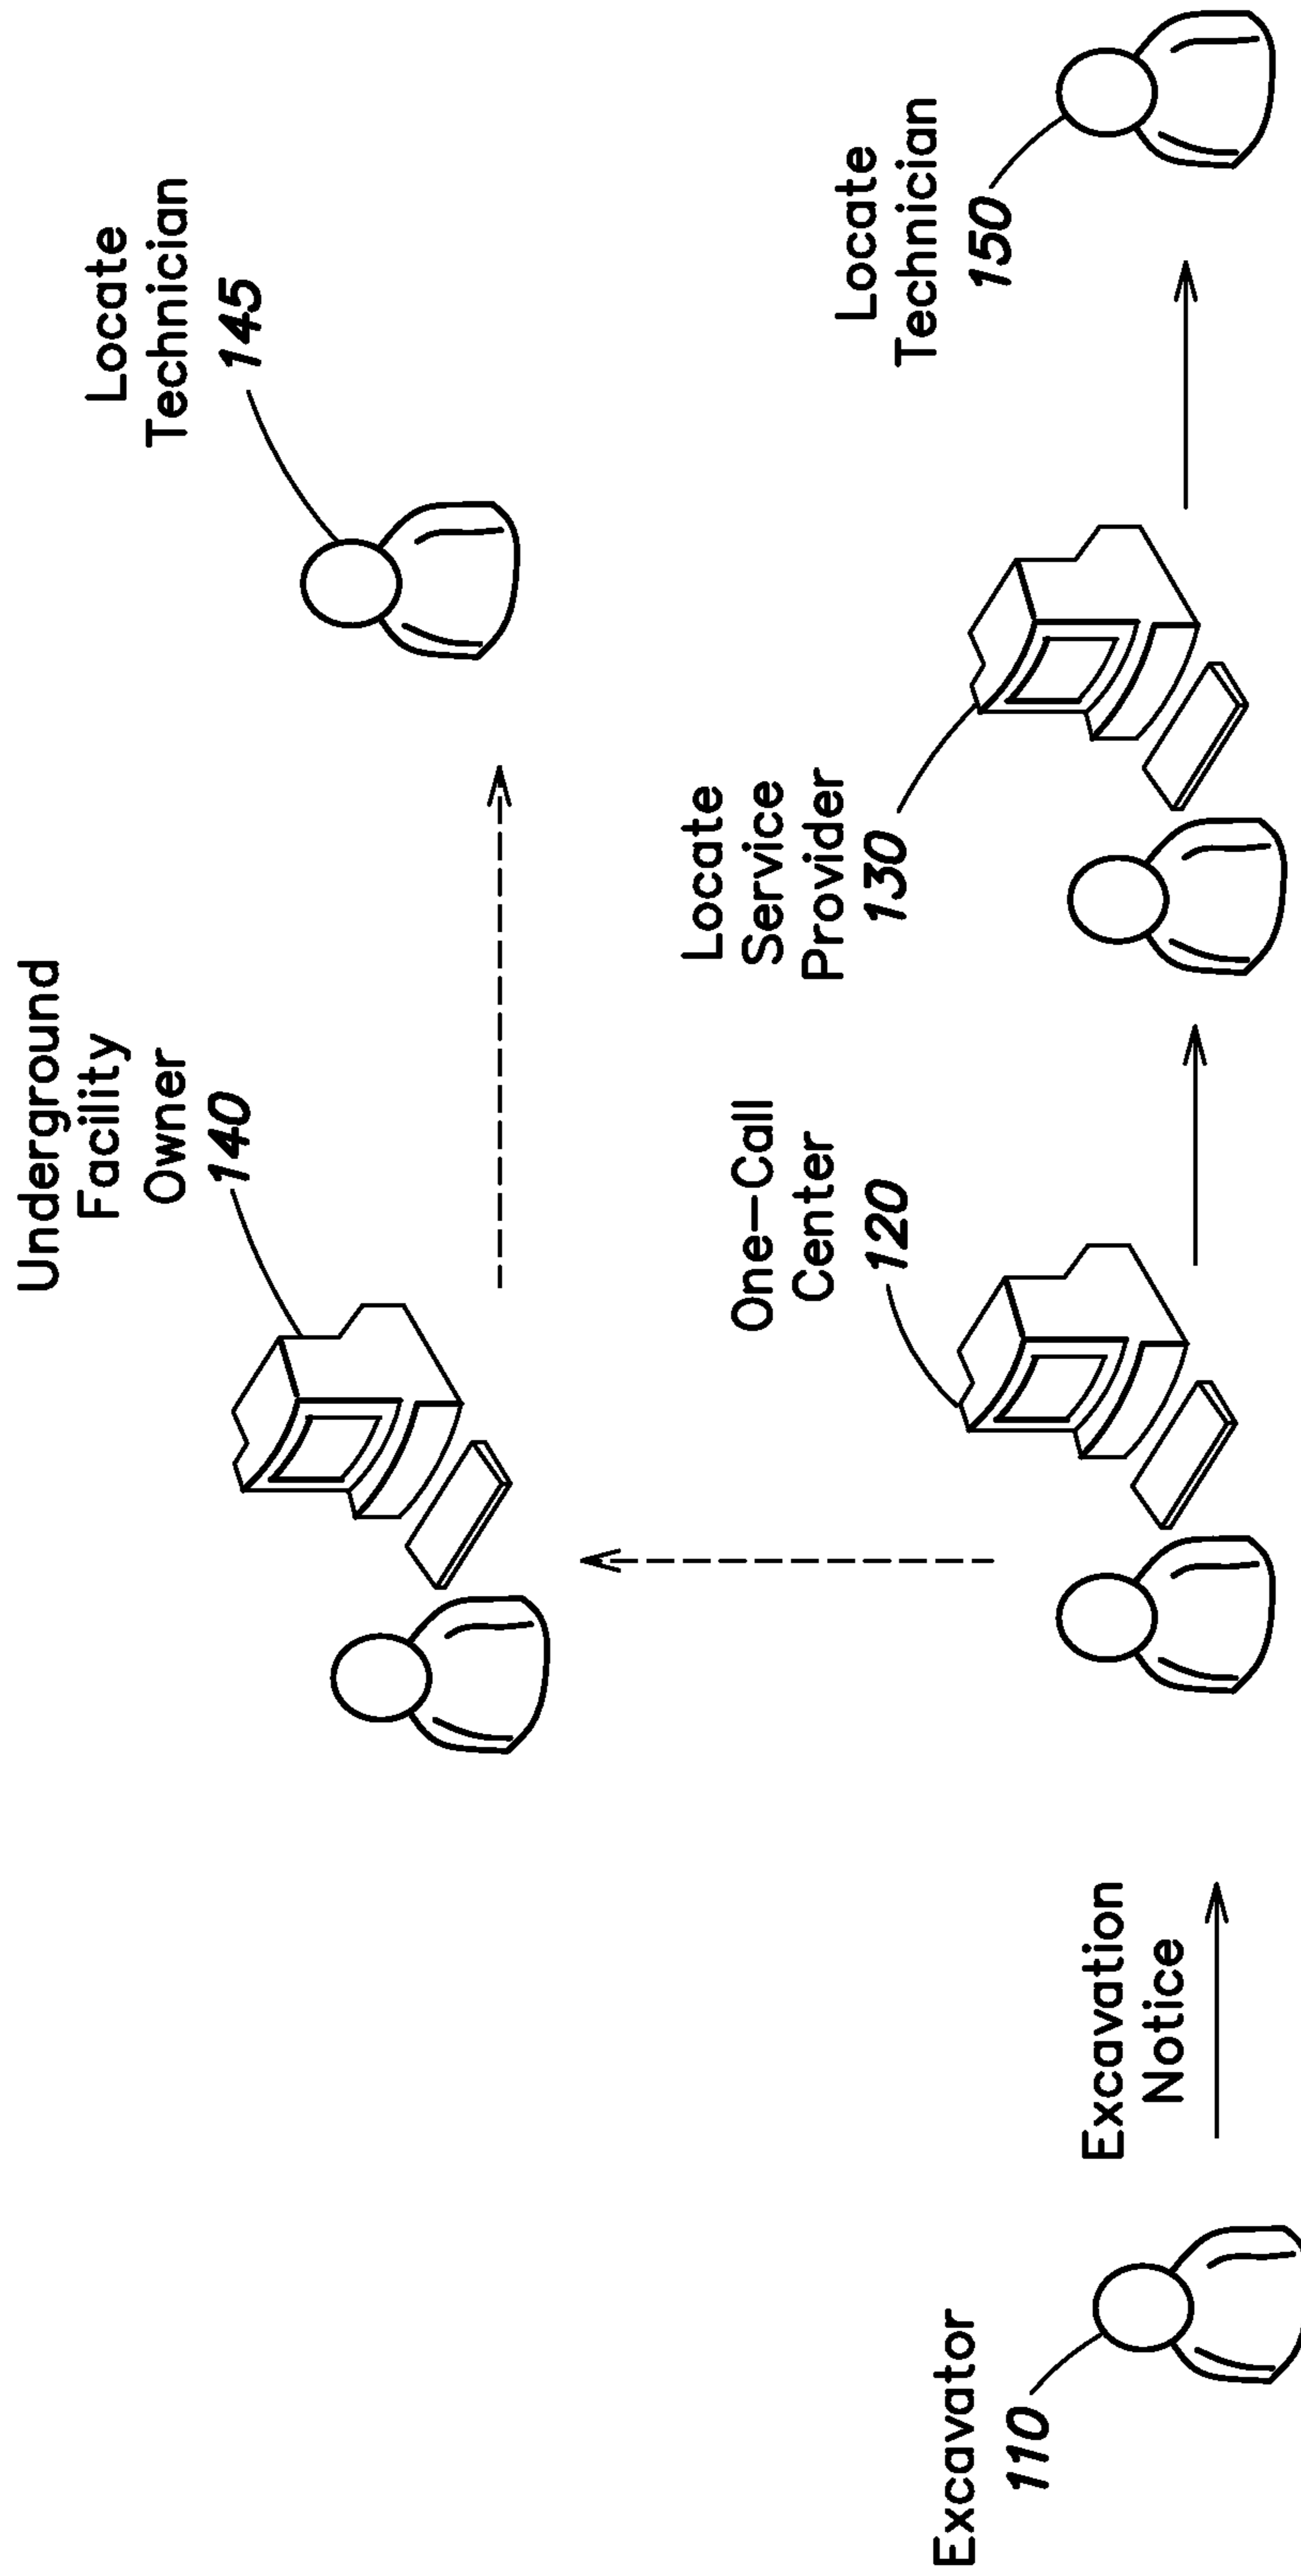 Underground
Facility
Owner
140
Locate
Technician
145
Excavator
110
Excavation
Notice
One-Call
Center
120
Locate
Service
Provider
130
Locate
Technician
150